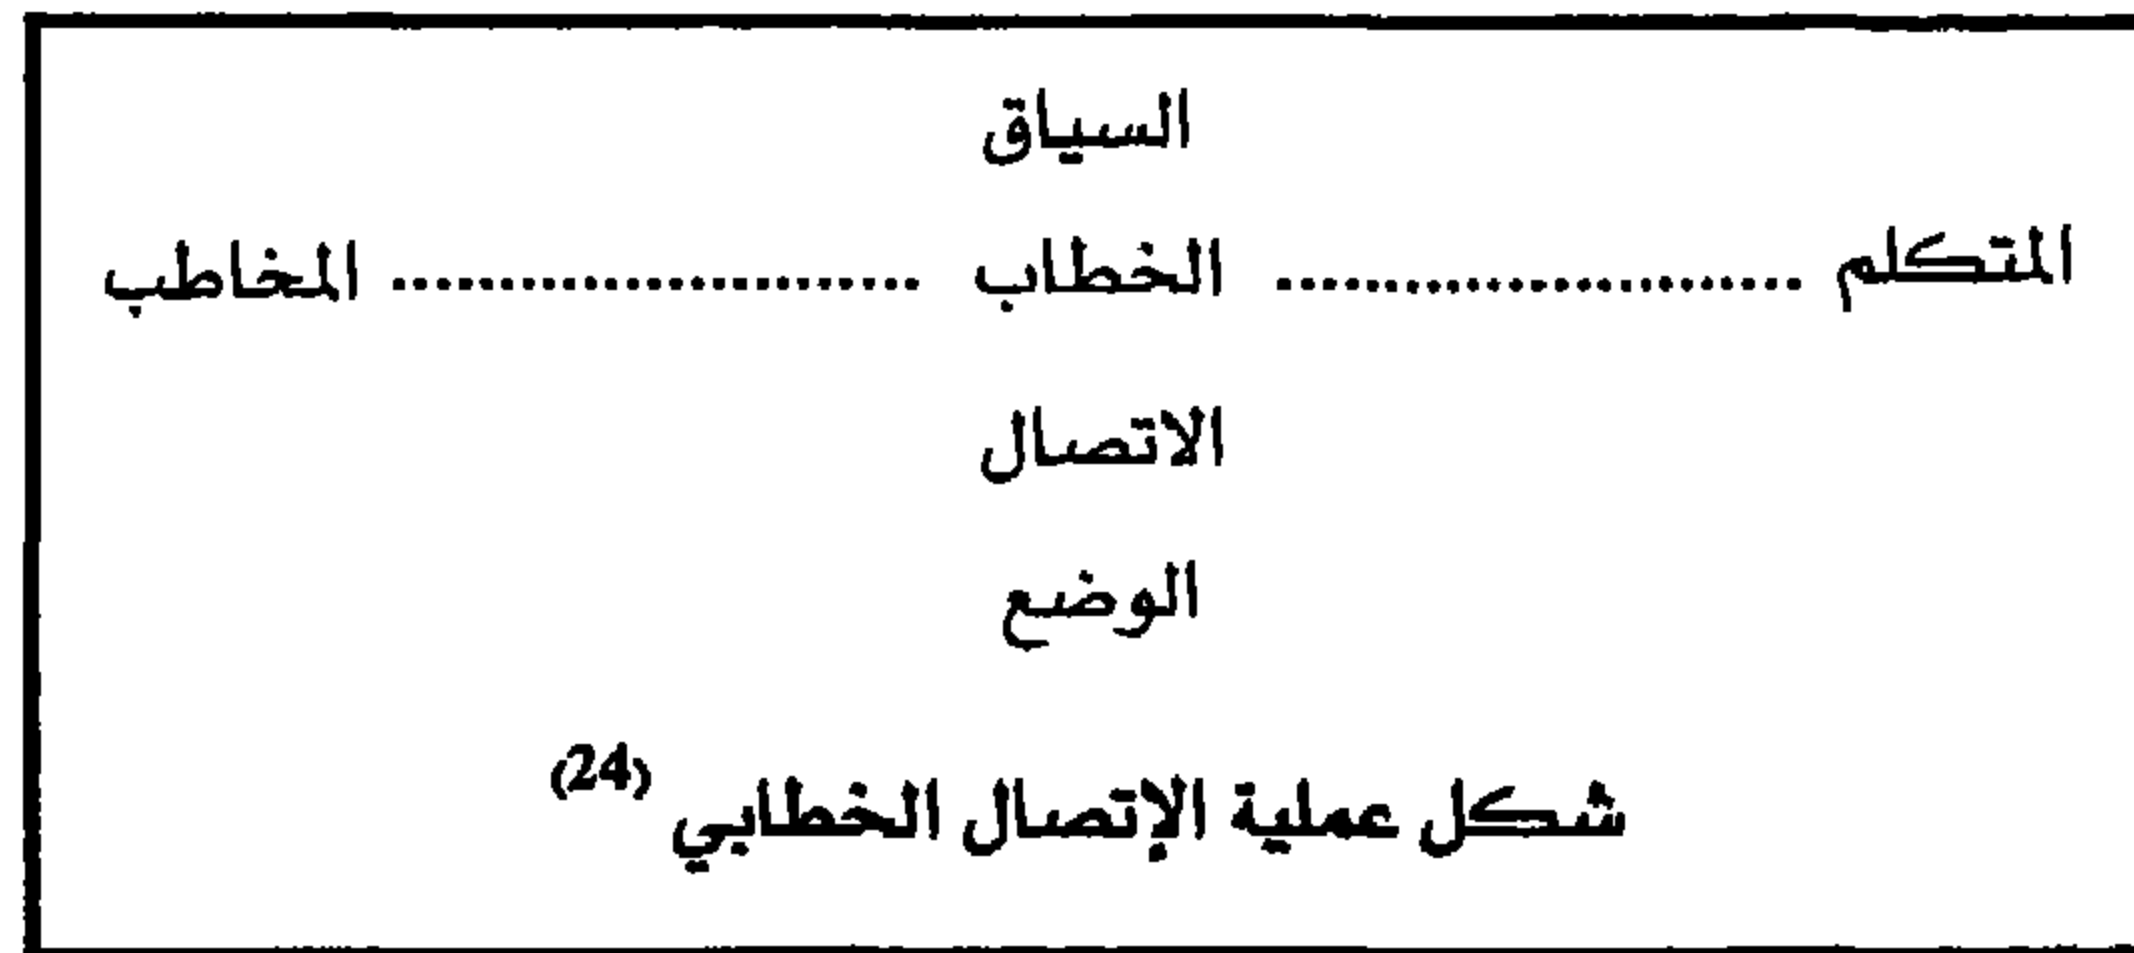 السياق
المتكلم .......................... الخطاب .......................... المخاطب
الاتصال
الوضع
شكل عملية الإتصال الخطابي (24)